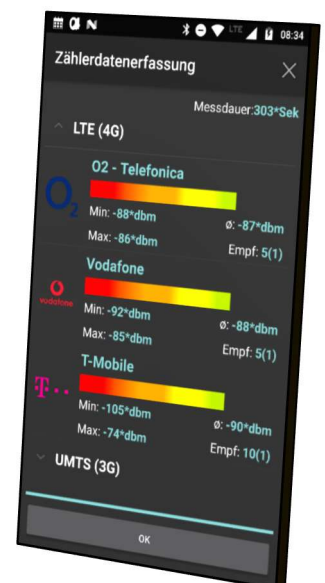 LTE 08:34
Zählerdatenerfassung
Messdauer:303*Sek
LTE (4G)
O2 - Telefonica
O2
Min: -88*dbm ø: -87*dbm
Max: -86*dbm Empf: 5(1)
Vodafone
vodafone
Min: -92*dbm ø: -88*dbm
Max: -85*dbm Empf: 5(1)
T-Mobile
T··
Min: -105*dbm ø: -90*dbm
Max: -74*dbm Empf: 10(1)
UMTS (3G)
OK